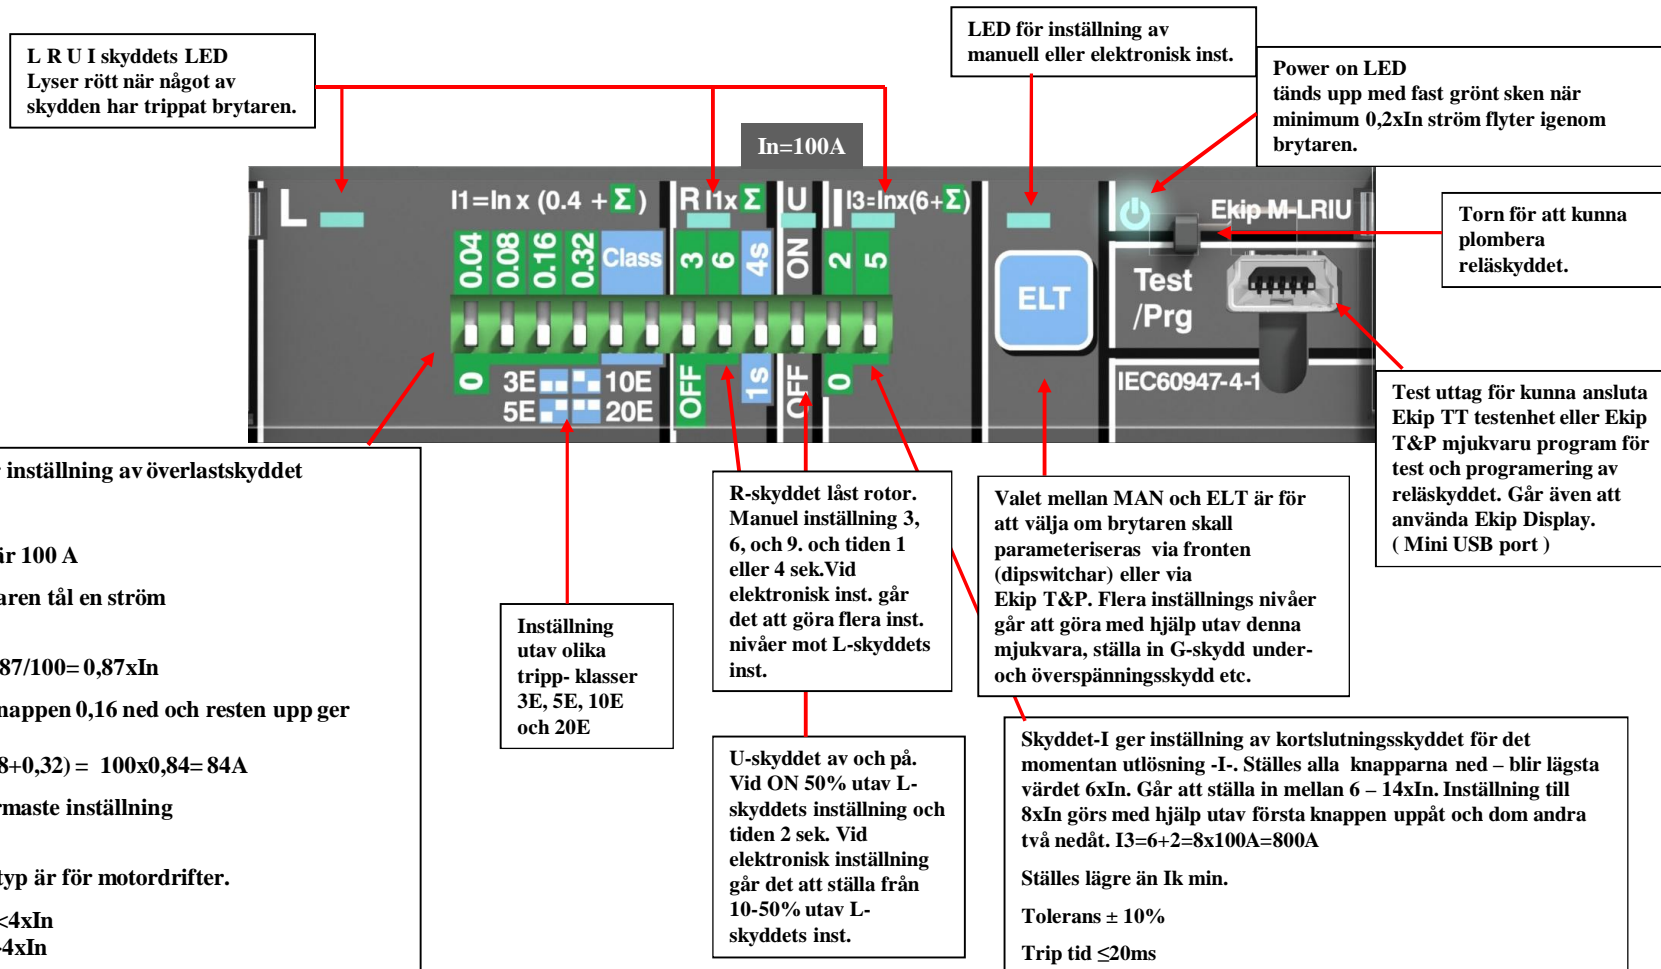 L R U I skyddets LED
Lyser rött när något av
skydden har trippat brytaren.
LED för inställning av
manuell eller elektronisk inst.
Power on LED
tänds upp med fast grönt sken när
minimum 0,2xIn ström flyter igenom
brytaren.
In=100A
Torn för att kunna
plombera
reläskyddet.
L
I1=In x (0.4 + Σ )
R I1x Σ
U
I I3=Inx(6+Σ)
Ekip M-LRIU
0.04 0.08 0.16 0.32 Class 3 6 4s ON 2 5
ELT
Test
/Prg
0 3E 10E OFF 1s OFF 0
5E 20E
IEC60947-4-1
Test uttag för kunna ansluta
Ekip TT testenhet eller Ekip
T&P mjukvaru program för
test och programering av
reläskyddet. Går även att
använda Ekip Display.
( Mini USB port )
inställning av överlastskyddet
är 100 A
aren tål en ström
87/100= 0,87xIn
nappen 0,16 ned och resten upp ger
8+0,32) = 100x0,84= 84A
rmaste inställning
typ är för motordrifter.
<4xIn
4xIn
Inställning
utav olika
tripp- klasser
3E, 5E, 10E
och 20E
R-skyddet låst rotor.
Manuel inställning 3,
6, och 9. och tiden 1
eller 4 sek.Vid
elektronisk inst. går
det att göra flera inst.
nivåer mot L-skyddets
inst.
U-skyddet av och på.
Vid ON 50% utav L-
skyddets inställning och
tiden 2 sek. Vid
elektronisk inställning
går det att ställa från
10-50% utav L-
skyddets inst.
Valet mellan MAN och ELT är för
att välja om brytaren skall
parameteriseras via fronten
(dipswitchar) eller via
Ekip T&P. Flera inställnings nivåer
går att göra med hjälp utav denna
mjukvara, ställa in G-skydd under-
och överspänningsskydd etc.
Skyddet-I ger inställning av kortslutningsskyddet för det
momentan utlösning -I-. Ställes alla knapparna ned – blir lägsta
värdet 6xIn. Går att ställa in mellan 6 – 14xIn. Inställning till
8xIn görs med hjälp utav första knappen uppåt och dom andra
två nedåt. I3=6+2=8x100A=800A
Ställes lägre än Ik min.
Tolerans ± 10%
Trip tid ≤20ms